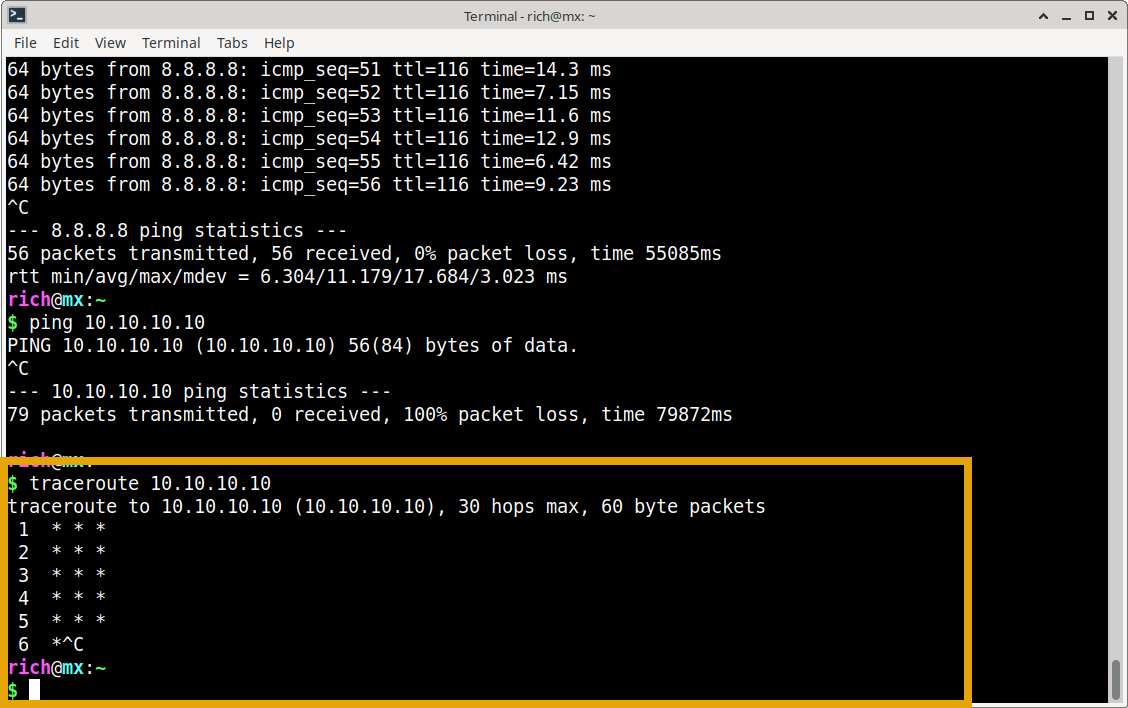 Terminal - rich@mx: ~
File Edit View Terminal Tabs Help
64 bytes from 8.8.8.8: icmp_seq=51 ttl=116 time=14.3 ms
64 bytes from 8.8.8.8: icmp_seq=52 ttl=116 time=7.15 ms
64 bytes from 8.8.8.8: icmp_seq=53 ttl=116 time=11.6 ms
64 bytes from 8.8.8.8: icmp_seq=54 ttl=116 time=12.9 ms
64 bytes from 8.8.8.8: icmp_seq=55 ttl=116 time=6.42 ms
64 bytes from 8.8.8.8: icmp_seq=56 ttl=116 time=9.23 ms
^C
--- 8.8.8.8 ping statistics ---
56 packets transmitted, 56 received, 0% packet loss, time 55085ms
rtt min/avg/max/mdev = 6.304/11.179/17.684/3.023 ms
rich@mx:~
$ ping 10.10.10.10
PING 10.10.10.10 (10.10.10.10) 56(84) bytes of data.
^C
--- 10.10.10.10 ping statistics ---
79 packets transmitted, 0 received, 100% packet loss, time 79872ms
rich@mx:
$ traceroute 10.10.10.10
traceroute to 10.10.10.10 (10.10.10.10), 30 hops max, 60 byte packets
1 * * *
2 * * *
3 * * *
4 * * *
5 * * *
6 *^C
rich@mx:~
$